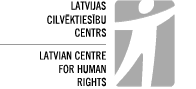 LATVIJAS
CILVĒKTIESĪBU
CENTRS
LATVIAN CENTRE
FOR HUMAN
RIGHTS